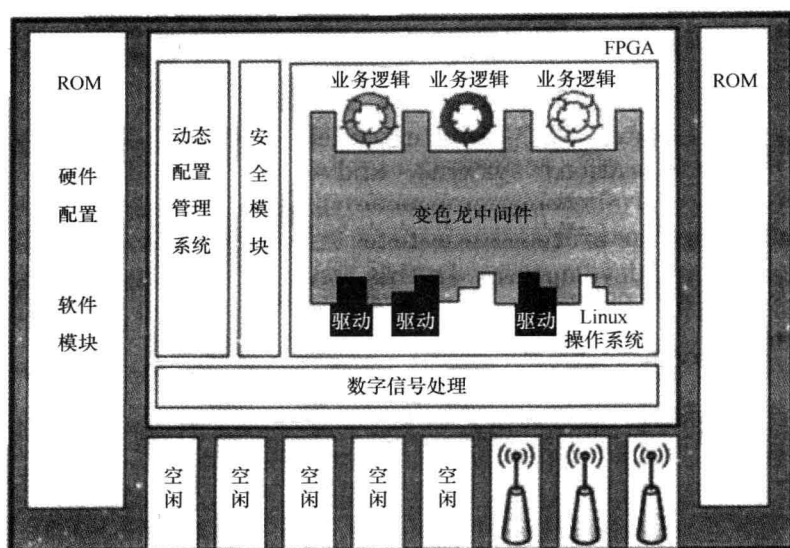 FPGA
ROM
硬件
配置
软件
模块
动态
配置
管理
系统
安
全
模
块
业务逻辑
业务逻辑
业务逻辑
变色龙中间件
驱动
驱动
驱动
Linux
操作系统
数字信号处理
空
闲
空
闲
空
闲
空
闲
空
闲
ROM